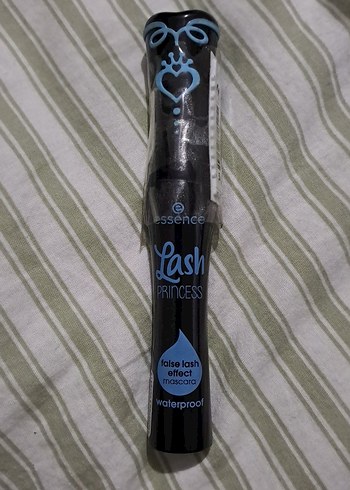 essence
Lash
PRINCESS
false lash
effect
mascara
waterproof